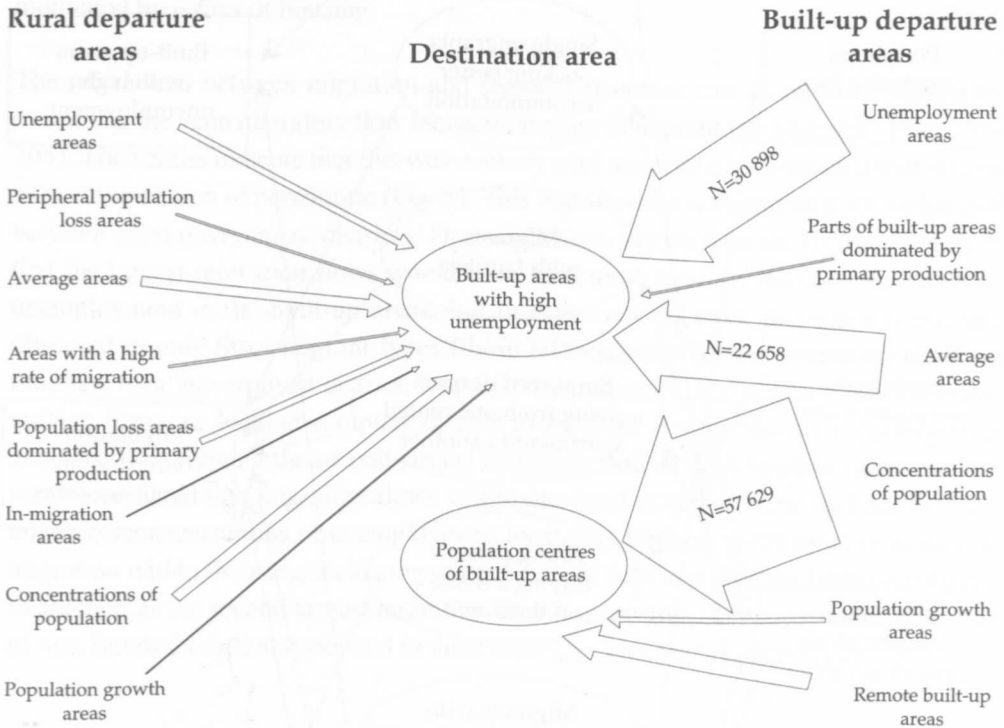 Rural departure
areas
Destination area
Built-up departure
areas
Unemployment
areas
Peripheral population
loss areas
Average areas
Areas with a high
rate of migration
Population loss areas
dominated by primary
production
In-migration
areas
Concentrations of
population
Population growth
areas
Built-up areas
with high
unemployment
Population centres
of built-up areas
N=30 898
N=22 658
N=57 629
Unemployment
areas
Parts of built-up areas
dominated by
primary production
Average
areas
Concentrations
of population
Population growth
areas
Remote built-up
areas